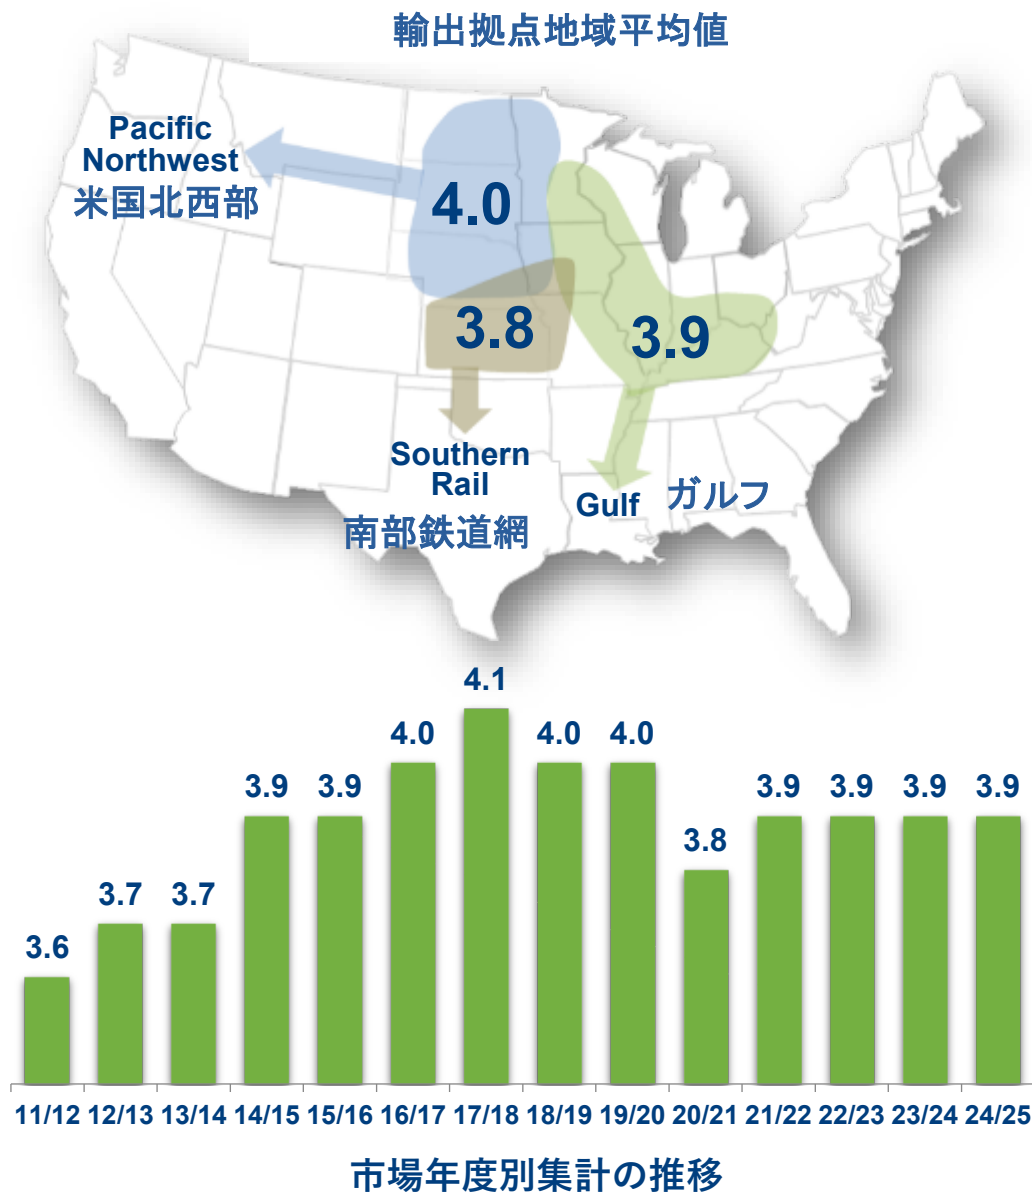 輸出拠点地域平均値
Pacific
Northwest
米国北西部
4.0
3.8
3.9
Southern
Rail
南部鉄道網
Gulf
ガルフ
3.6
3.7
3.7
3.9
3.9
4.0
4.1
4.0
4.0
3.8
3.9
3.9
3.9
3.9
11/12 12/13 13/14 14/15 15/16 16/17 17/18 18/19 19/20 20/21 21/22 22/23 23/24 24/25
市場年度別集計の推移